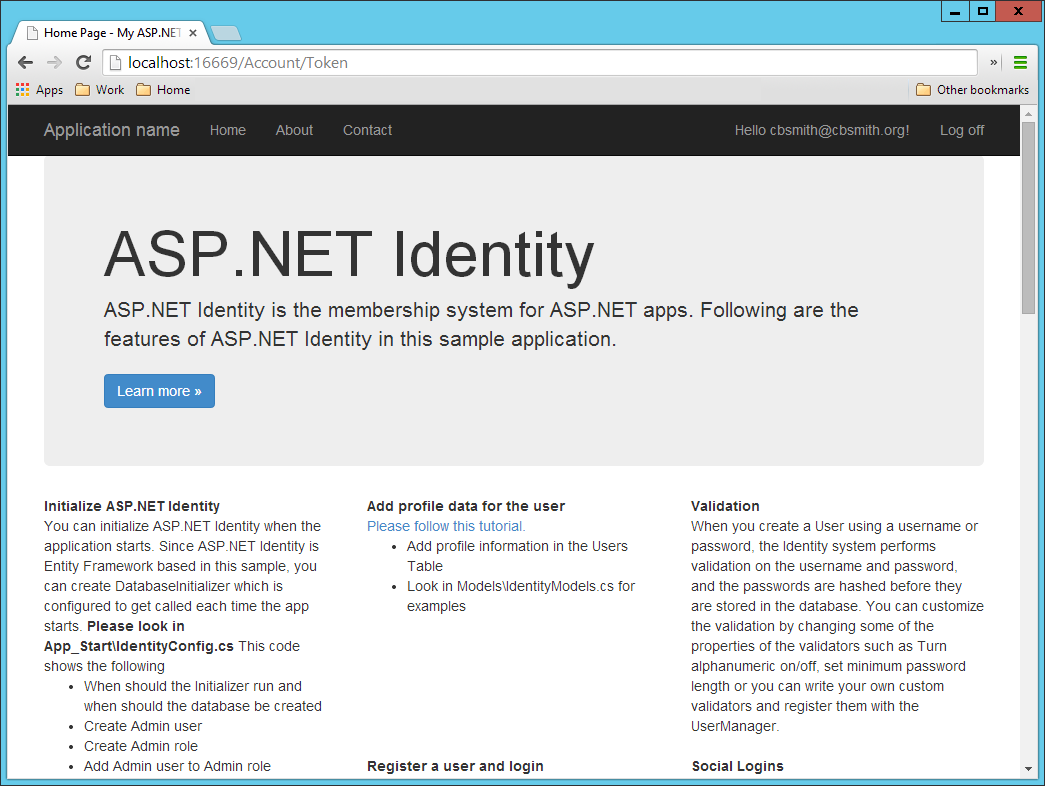 Home Page - My ASP.NET
localhost:16669/Account/Token
»
Apps Work Home Other bookmarks
Application name Home About Contact Hello cbsmith@cbsmith.org! Log off
ASP.NET Identity
ASP.NET Identity is the membership system for ASP.NET apps. Following are the
features of ASP.NET Identity in this sample application.
Learn more »
Initialize ASP.NET Identity
You can initialize ASP.NET Identity when the
application starts. Since ASP.NET Identity is
Entity Framework based in this sample, you
can create DatabaseInitializer which is
configured to get called each time the app
starts. Please look in
App_Start\IdentityConfig.cs This code
shows the following
• When should the Initializer run and
when should the database be created
• Create Admin user
• Create Admin role
• Add Admin user to Admin role
Add profile data for the user
Please follow this tutorial.
• Add profile information in the Users
Table
• Look in Models\IdentityModels.cs for
examples
Register a user and login
Validation
When you create a User using a username or
password, the Identity system performs
validation on the username and password,
and the passwords are hashed before they
are stored in the database. You can customize
the validation by changing some of the
properties of the validators such as Turn
alphanumeric on/off, set minimum password
length or you can write your own custom
validators and register them with the
UserManager.
Social Logins